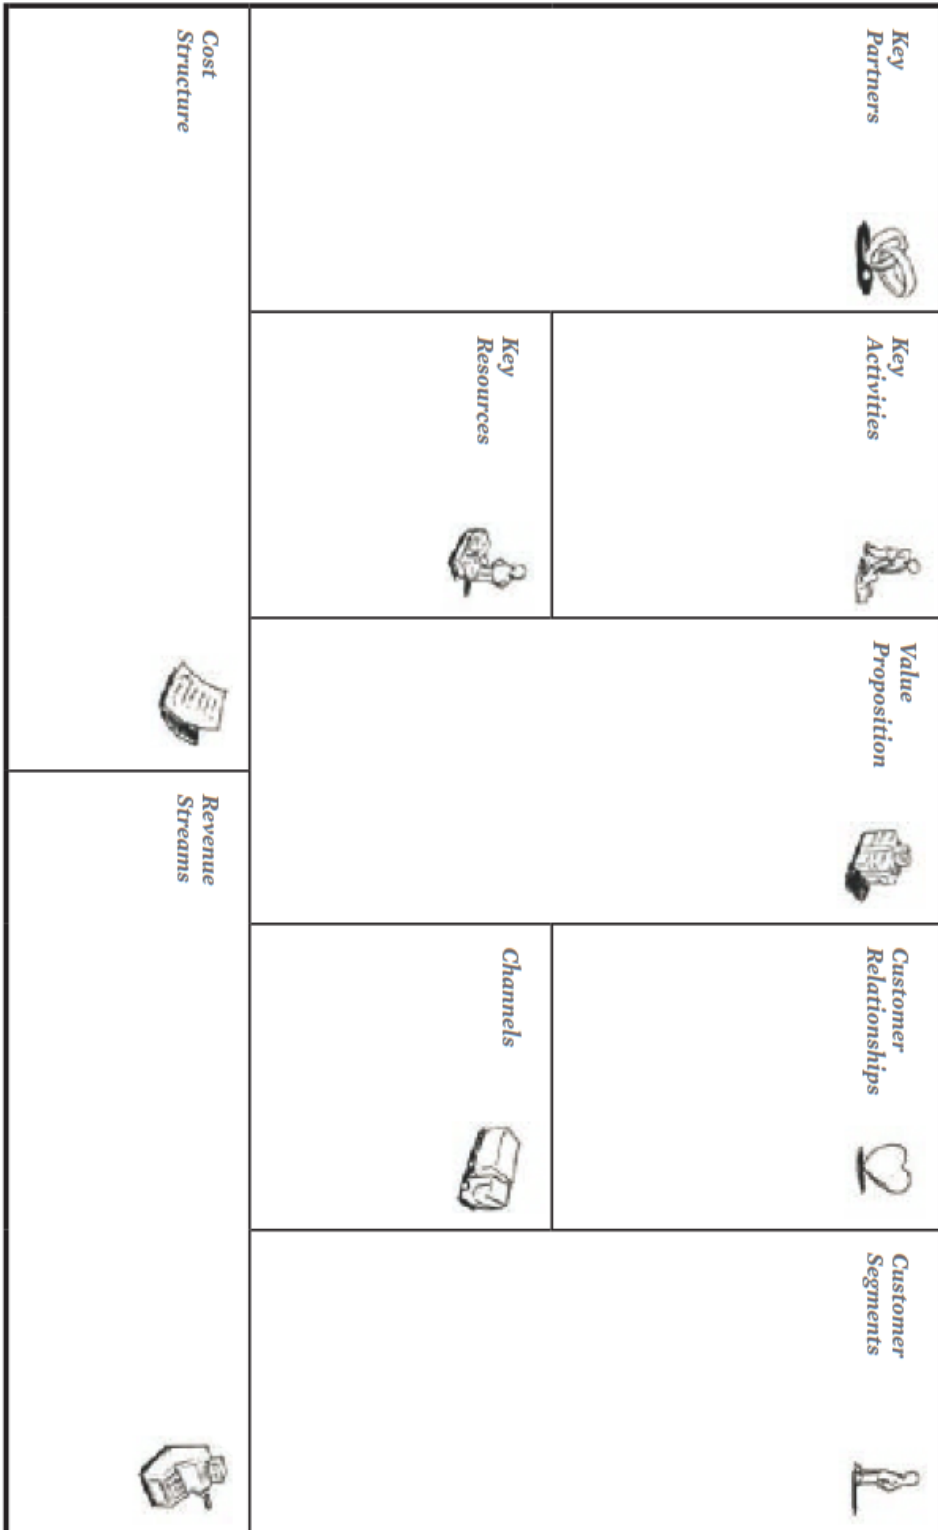 Key
Partners
Key
Activities
Key
Resources
Value
Proposition
Customer
Relationships
Channels
Customer
Segments
Cost
Structure
Revenue
Streams